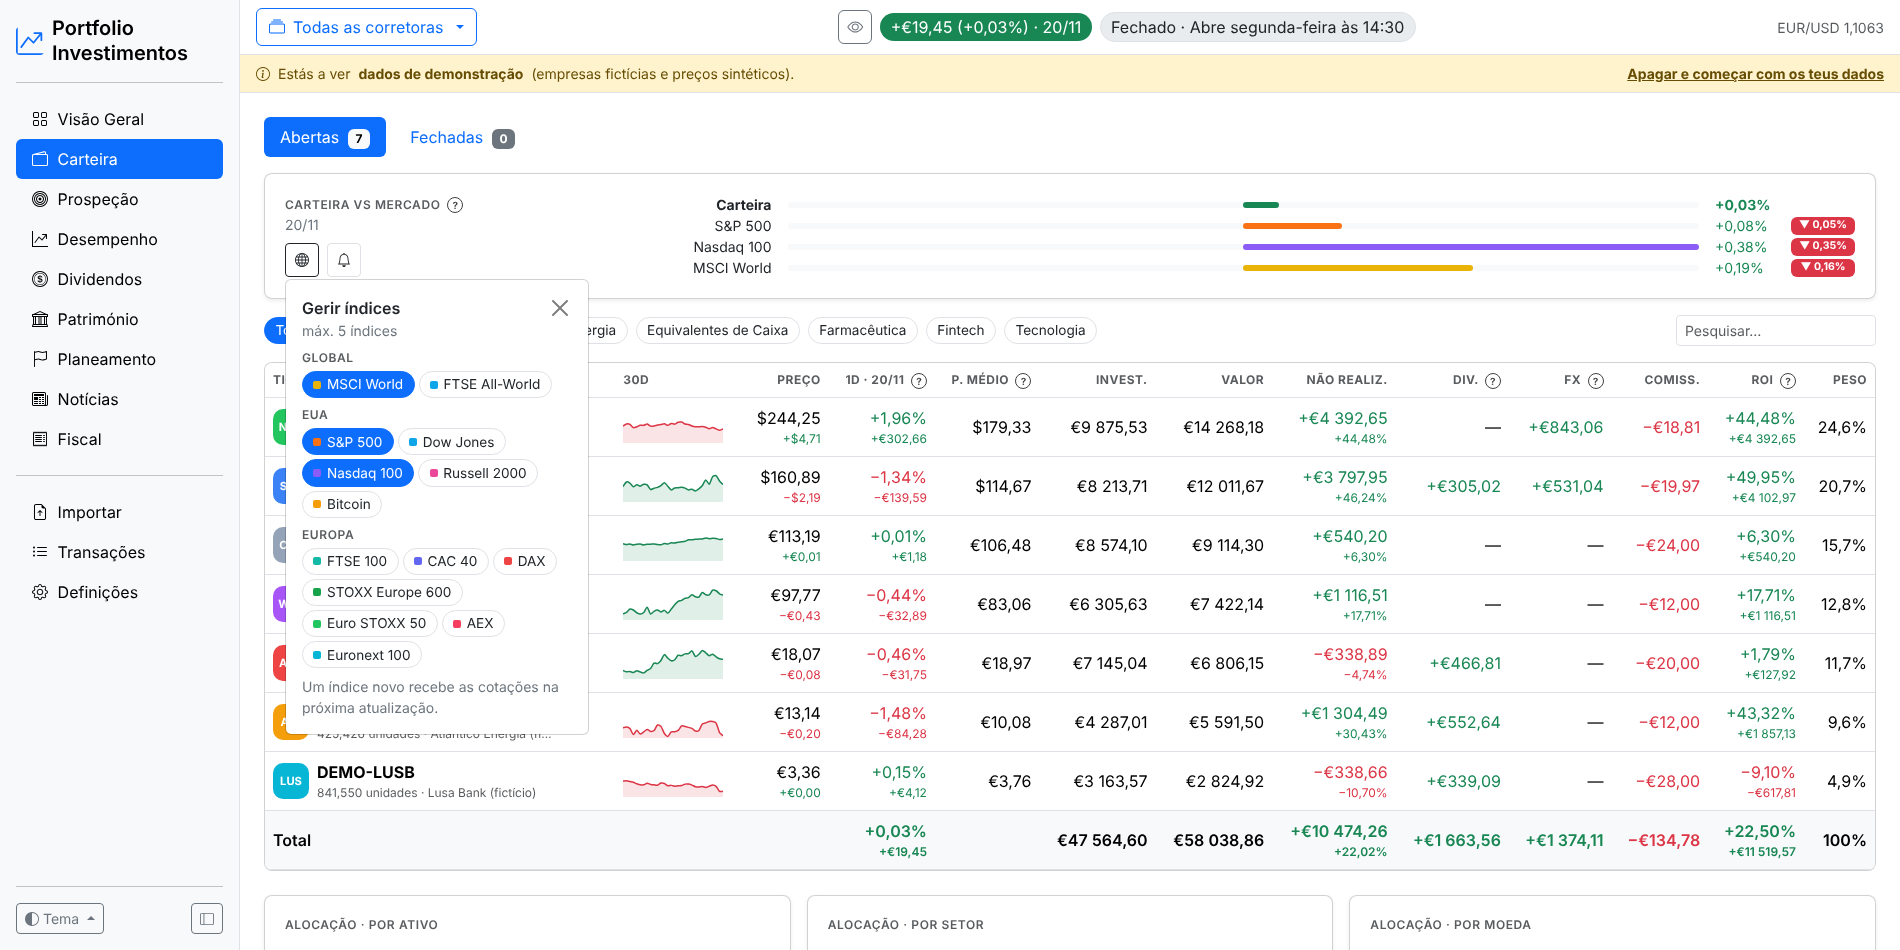 Portfolio
Investimentos
Visão Geral
Carteira
Prospeção
Desempenho
Dividendos
Património
Planeamento
Notícias
Fiscal
Importar
Transações
Definições
Tema
Todas as corretoras
+€19,45 (+0,03%) · 20/11
Fechado · Abre segunda-feira às 14:30
EUR/USD 1,1063
Estás a ver dados de demonstração (empresas fictícias e preços sintéticos).
Apagar e começar com os teus dados
Abertas 7
Fechadas 0
CARTEIRA VS MERCADO ?
20/11
Carteira +0,03%
S&P 500 +0,08% ▼ 0,05%
Nasdaq 100 +0,38% ▼ 0,35%
MSCI World +0,19% ▼ 0,16%
Gerir índices
máx. 5 índices
GLOBAL
MSCI World FTSE All-World
EUA
S&P 500 Dow Jones
Nasdaq 100 Russell 2000
Bitcoin
EUROPA
FTSE 100 CAC 40 DAX
STOXX Europe 600
Euro STOXX 50 AEX
Euronext 100
Um índice novo recebe as cotações na
próxima atualização.
Equivalentes de Caixa Farmacêutica Fintech Tecnologia
Pesquisar...
30D PREÇO 1D · 20/11 ? P. MÉDIO ? INVEST. VALOR NÃO REALIZ. DIV. ? FX ? COMISS. ROI ? PESO
$244,25 +1,96% $179,33 €9 875,53 €14 268,18 +€4 392,65 — +€843,06 −€18,81 +44,48% 24,6%
+$4,71 +€302,66 +44,48% +€4 392,65
$160,89 −1,34% $114,67 €8 213,71 €12 011,67 +€3 797,95 +€305,02 +€531,04 −€19,97 +49,95% 20,7%
−$2,19 −€139,59 +46,24% +€4 102,97
€113,19 +0,01% €106,48 €8 574,10 €9 114,30 +€540,20 — — −€24,00 +6,30% 15,7%
+€0,01 +€1,18 +6,30% +€540,20
€97,77 −0,44% €83,06 €6 305,63 €7 422,14 +€1 116,51 — — −€12,00 +17,71% 12,8%
−€0,43 −€32,89 +17,71% +€1 116,51
€18,07 −0,46% €18,97 €7 145,04 €6 806,15 −€338,89 +€466,81 — −€20,00 +1,79% 11,7%
−€0,08 −€31,75 −4,74% +€127,92
€13,14 −1,48% €10,08 €4 287,01 €5 591,50 +€1 304,49 +€552,64 — −€12,00 +43,32% 9,6%
−€0,20 −€84,28 +30,43% +€1 857,13
LUS DEMO-LUSB €3,36 +0,15% €3,76 €3 163,57 €2 824,92 −€338,66 +€339,09 — −€28,00 −9,10% 4,9%
841,550 unidades · Lusa Bank (fictício) +€0,00 +€4,12 −10,70% −€617,81
Total +0,03% €47 564,60 €58 038,86 +€10 474,26 +€1 663,56 +€1 374,11 −€134,78 +22,50% 100%
+€19,45 +22,02% +€11 519,57
ALOCAÇÃO · POR ATIVO
ALOCAÇÃO · POR SETOR
ALOCAÇÃO · POR MOEDA